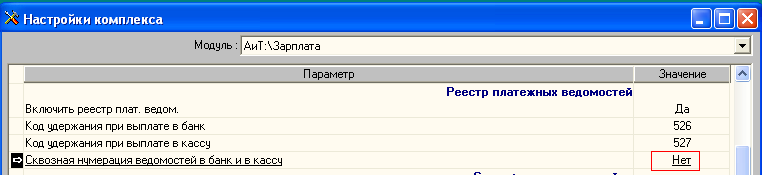 Настройки комплекса
Модуль : АиТ:\Зарплата
Параметр Значение
Реестр платежных ведомостей
Включить реестр плат. ведом. Да
Код удержания при выплате в банк 526
Код удержания при выплате в кассу 527
Сквозная нумерация ведомостей в банк и в кассу Нет